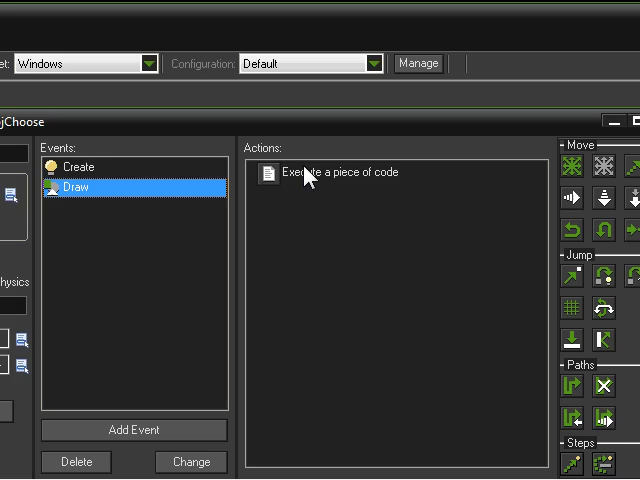 et: Windows Configuration: Default Manage
jChoose
Events: Actions: Move
Create
Execute a piece of code
Draw
Jump
hysics
Paths
Add Event
Steps
Delete Change